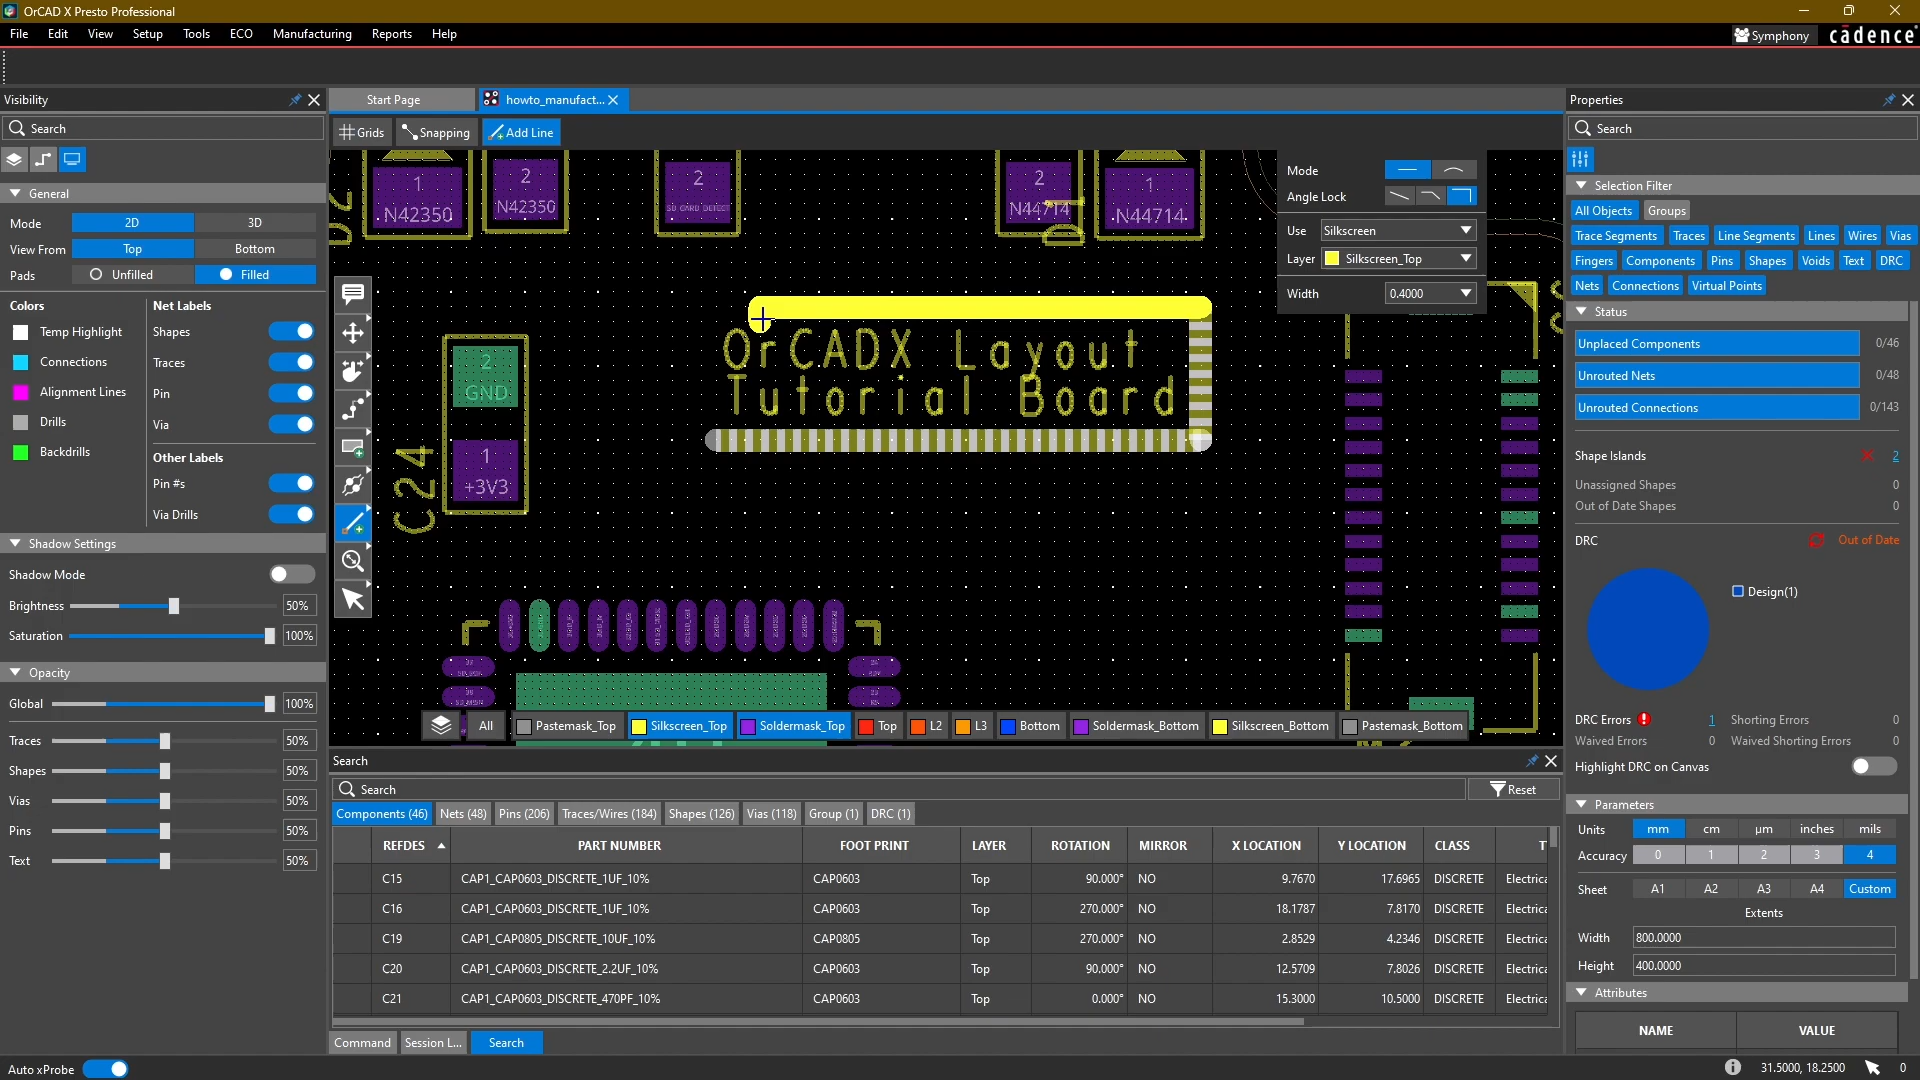 OrCAD X Presto Professional
File Edit View Setup Tools ECO Manufacturing Reports Help
Symphony cādence
Visibility
Search
General
Mode 2D 3D
View From Top Bottom
Pads Unfilled Filled
Colors Net Labels
Temp Highlight Shapes
Connections Traces
Alignment Lines Pin
Drills Via
Backdrills
Other Labels
Pin #s
Via Drills
Shadow Settings
Shadow Mode
Brightness 50%
Saturation 100%
Opacity
Global 100%
Traces 50%
Shapes 50%
Vias 50%
Pins 50%
Text 50%
Auto xProbe
Start Page howto_manufact...
Grids Snapping Add Line
Mode
Angle Lock
Use Silkscreen
Layer Silkscreen_Top
Width 0.4000
1 2 2 2 1
N42350 N42350 SD CARD DETECT N44714 N44714
D1
OrCADX Layout
Tutorial Board
2
GND
1
+3V3
C24
All Pastemask_Top Silkscreen_Top Soldermask_Top Top L2 L3 Bottom Soldermask_Bottom Silkscreen_Bottom Pastemask_Bottom
Search
Search Reset
Components (46) Nets (48) Pins (206) Traces/Wires (184) Shapes (126) Vias (118) Group (1) DRC (1)
REFDES PART NUMBER FOOT PRINT LAYER ROTATION MIRROR X LOCATION Y LOCATION CLASS T
C15 CAP1_CAP0603_DISCRETE_1UF_10% CAP0603 Top 90.000° NO 9.7670 17.6965 DISCRETE Electrica
C16 CAP1_CAP0603_DISCRETE_1UF_10% CAP0603 Top 270.000° NO 18.1787 7.8170 DISCRETE Electrica
C19 CAP1_CAP0805_DISCRETE_10UF_10% CAP0805 Top 270.000° NO 2.8529 4.2346 DISCRETE Electrica
C20 CAP1_CAP0603_DISCRETE_2.2UF_10% CAP0603 Top 90.000° NO 12.5709 7.8026 DISCRETE Electrica
C21 CAP1_CAP0603_DISCRETE_470PF_10% CAP0603 Top 0.000° NO 15.3000 10.5000 DISCRETE Electrica
Command Session L... Search
Properties
Search
Selection Filter
All Objects Groups
Trace Segments Traces Line Segments Lines Wires Vias
Fingers Components Pins Shapes Voids Text DRC
Nets Connections Virtual Points
Status
Unplaced Components 0/46
Unrouted Nets 0/48
Unrouted Connections 0/143
Shape Islands 2
Unassigned Shapes 0
Out of Date Shapes 0
DRC Out of Date
Design(1)
DRC Errors 1 Shorting Errors 0
Waived Errors 0 Waived Shorting Errors 0
Highlight DRC on Canvas
Parameters
Units mm cm µm inches mils
Accuracy 0 1 2 3 4
Sheet A1 A2 A3 A4 Custom
Extents
Width 800.0000
Height 400.0000
Attributes
NAME VALUE
31.5000, 18.2500 0